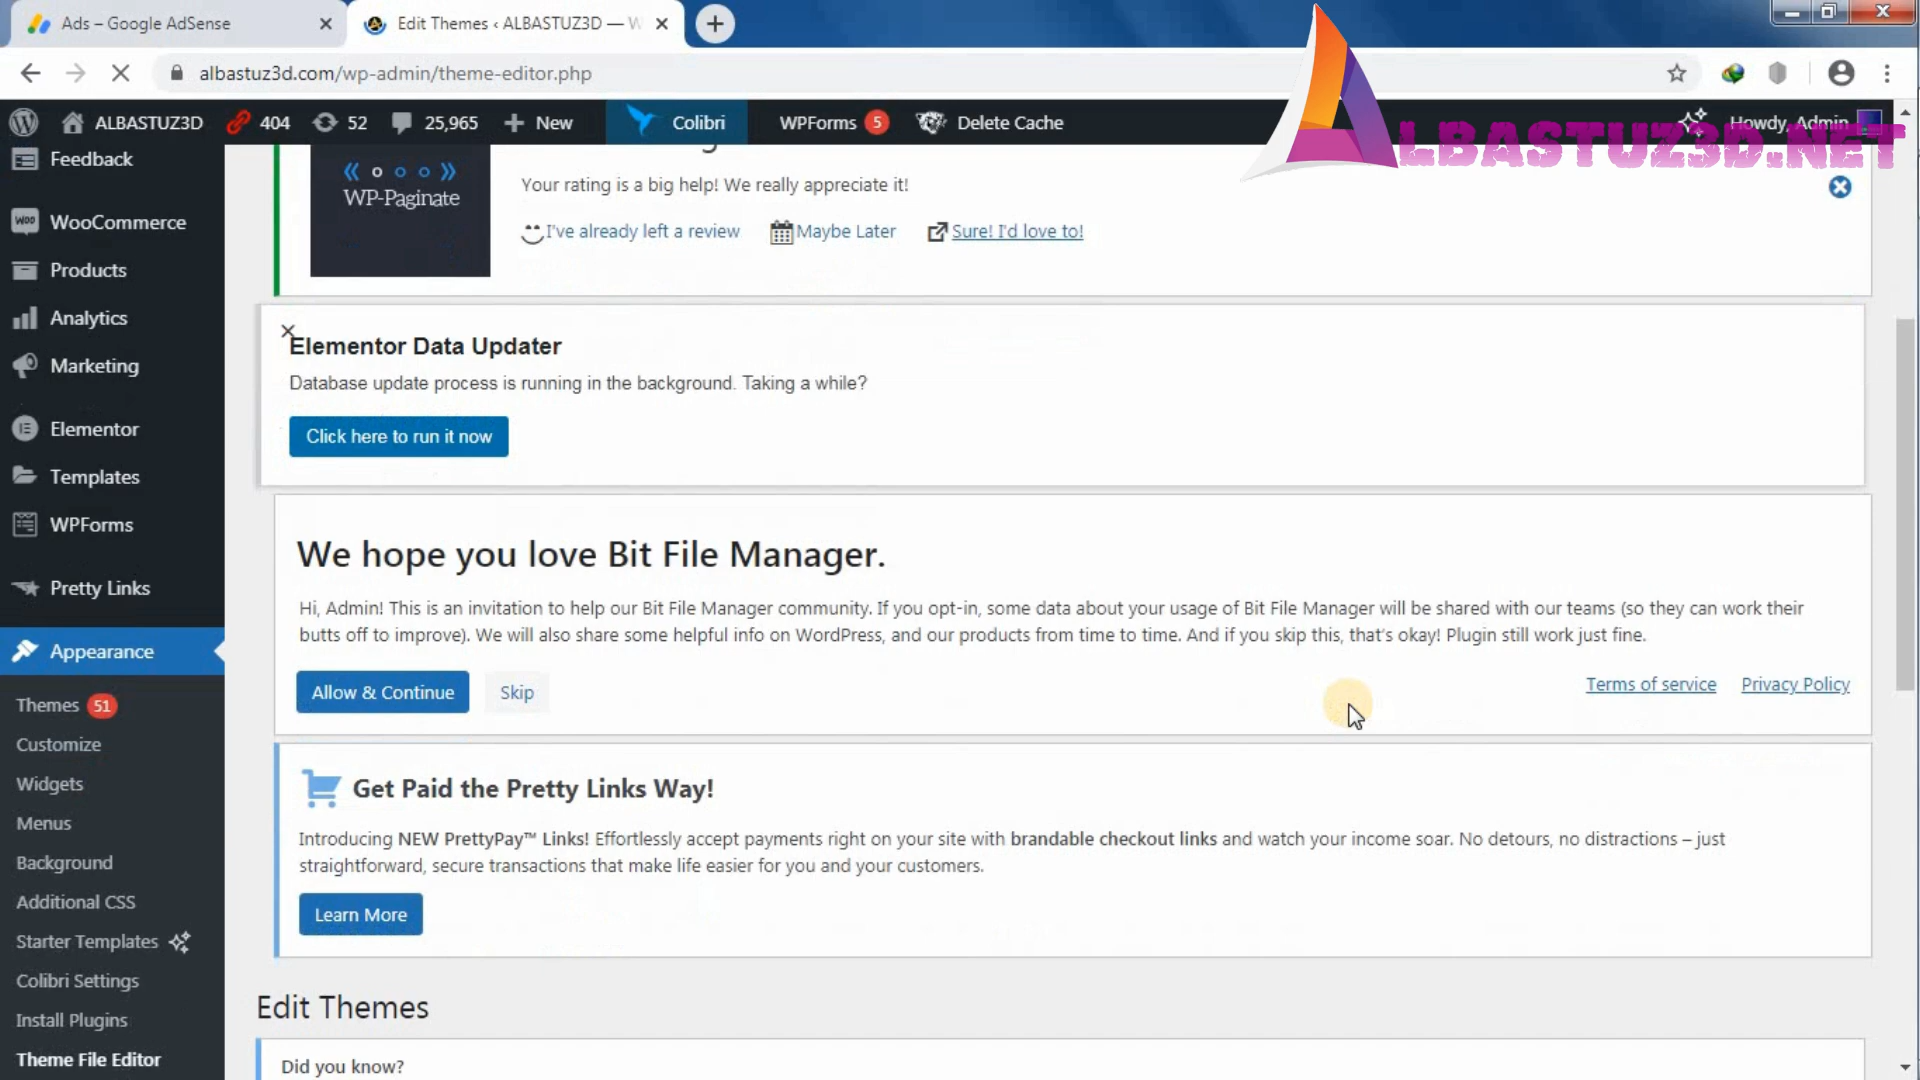 Ads – Google AdSense
Edit Themes ‹ ALBASTUZ3D — W
albastuz3d.com/wp-admin/theme-editor.php
ALBASTUZ3D 404 52 25,965 New Colibri WPForms 5 Delete Cache Howdy, Admin
LBASTUZ3D.NET
Feedback
WooCommerce
Products
Analytics
Marketing
Elementor
Templates
WPForms
Pretty Links
Appearance
Themes 51
Customize
Widgets
Menus
Background
Additional CSS
Starter Templates
Colibri Settings
Install Plugins
Theme File Editor
WP-Paginate
Your rating is a big help! We really appreciate it!
I've already left a review Maybe Later Sure! I'd love to!
Elementor Data Updater
Database update process is running in the background. Taking a while?
Click here to run it now
We hope you love Bit File Manager.
Hi, Admin! This is an invitation to help our Bit File Manager community. If you opt-in, some data about your usage of Bit File Manager will be shared with our teams (so they can work their
butts off to improve). We will also share some helpful info on WordPress, and our products from time to time. And if you skip this, that's okay! Plugin still work just fine.
Allow & Continue Skip
Terms of service Privacy Policy
Get Paid the Pretty Links Way!
Introducing NEW PrettyPay™ Links! Effortlessly accept payments right on your site with brandable checkout links and watch your income soar. No detours, no distractions – just
straightforward, secure transactions that make life easier for you and your customers.
Learn More
Edit Themes
Did you know?